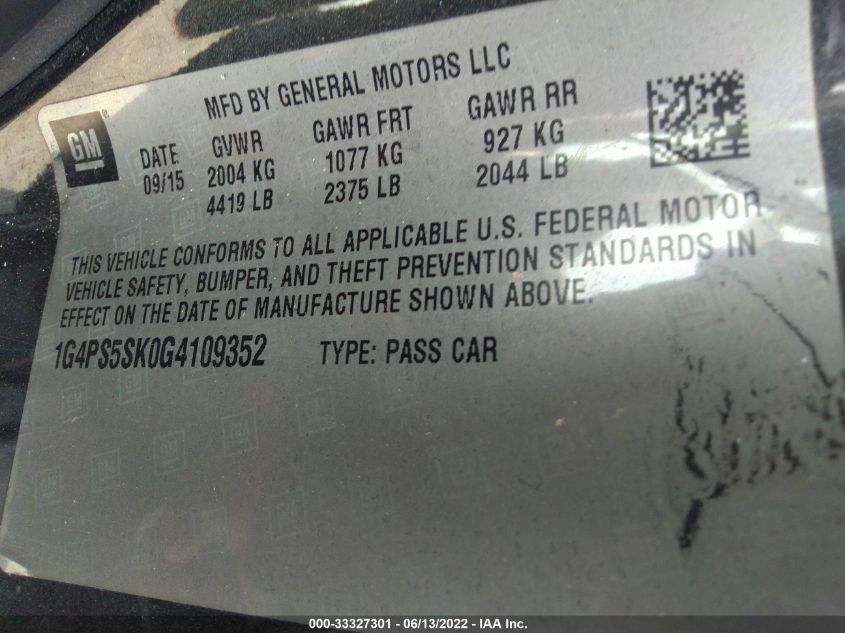 MFD BY GENERAL MOTORS LLC
GM®
DATE GVWR GAWR FRT GAWR RR
09/15 2004 KG 1077 KG 927 KG
4419 LB 2375 LB 2044 LB
THIS VEHICLE CONFORMS TO ALL APPLICABLE U.S. FEDERAL MOTOR
VEHICLE SAFETY, BUMPER, AND THEFT PREVENTION STANDARDS IN
EFFECT ON THE DATE OF MANUFACTURE SHOWN ABOVE.
1G4PS5SK0G4109352 TYPE: PASS CAR
000-33327301 - 06/13/2022 - IAA Inc.